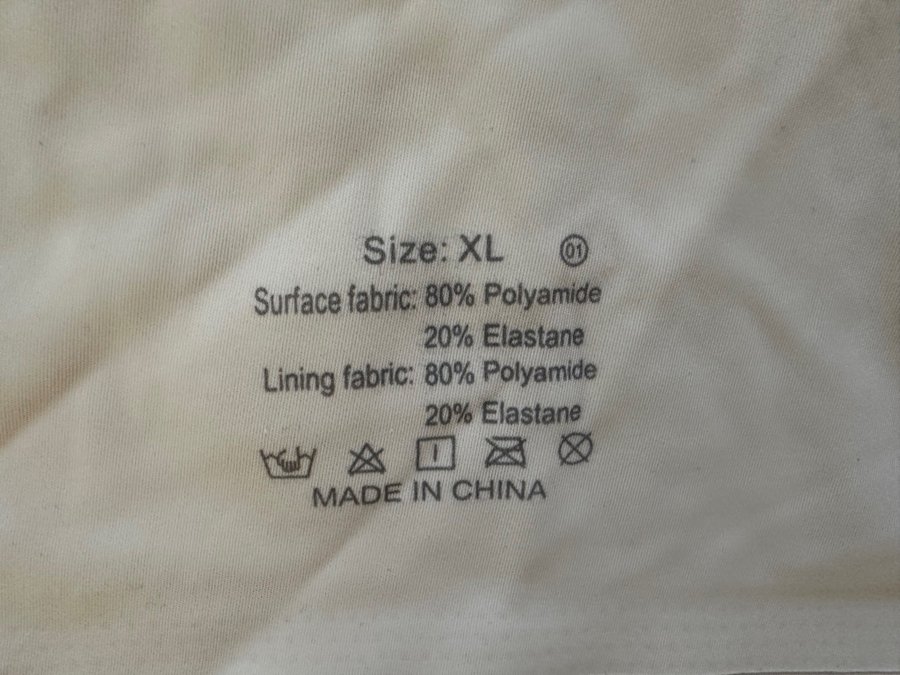 Size: XL 01
Surface fabric: 80% Polyamide
20% Elastane
Lining fabric: 80% Polyamide
20% Elastane
MADE IN CHINA